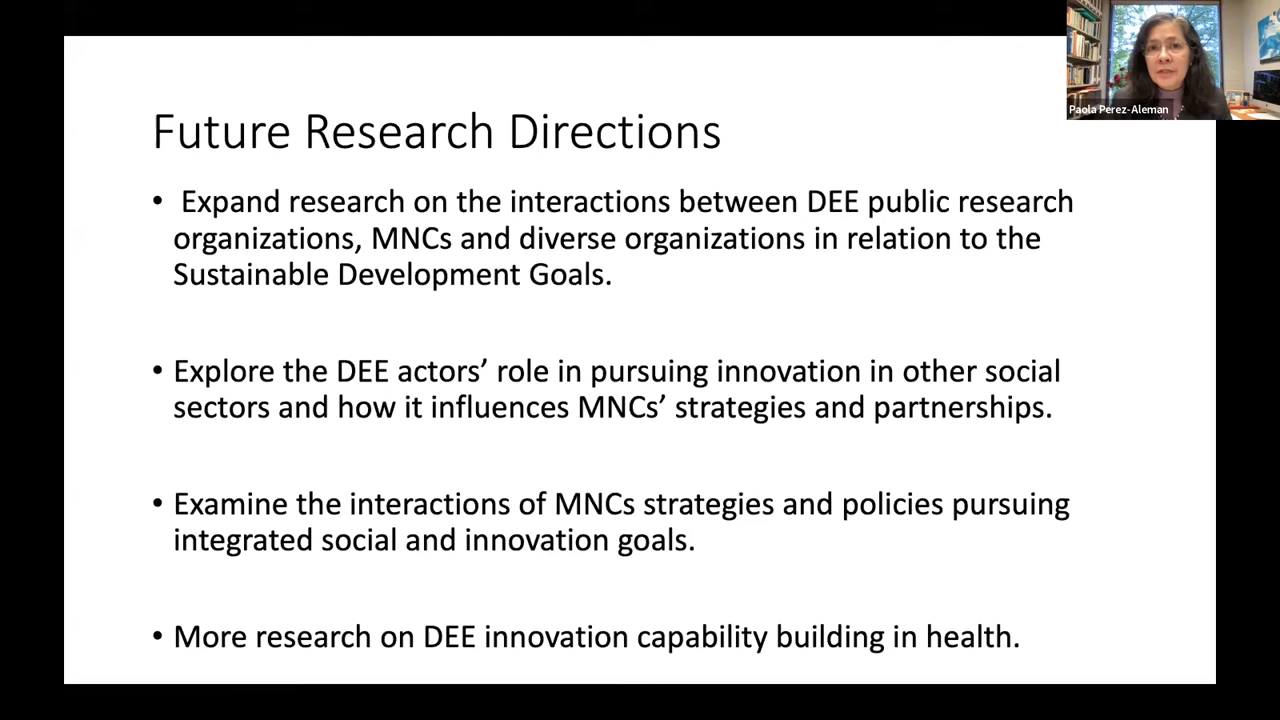 Paola Perez-Aleman
Future Research Directions
• Expand research on the interactions between DEE public research
organizations, MNCs and diverse organizations in relation to the
Sustainable Development Goals.
• Explore the DEE actors’ role in pursuing innovation in other social
sectors and how it influences MNCs’ strategies and partnerships.
• Examine the interactions of MNCs strategies and policies pursuing
integrated social and innovation goals.
• More research on DEE innovation capability building in health.